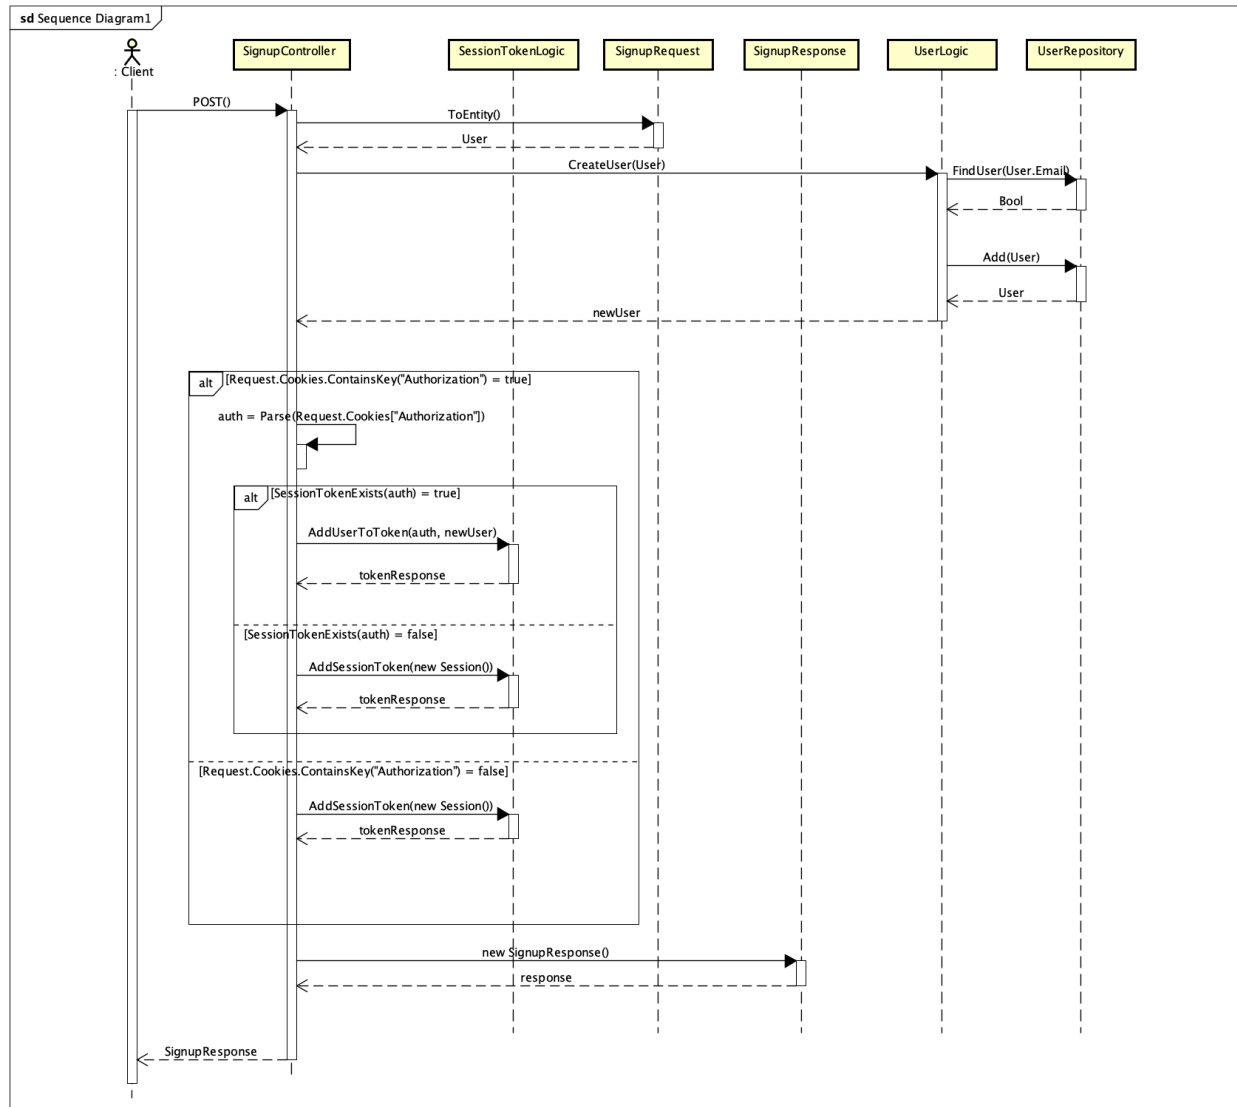 sd Sequence Diagram1
: Client
SignupController
SessionTokenLogic
SignupRequest
SignupResponse
UserLogic
UserRepository
POST()
ToEntity()
User
CreateUser(User)
FindUser(User.Email)
Bool
Add(User)
User
newUser
alt [Request.Cookies.ContainsKey("Authorization") = true]
auth = Parse(Request.Cookies["Authorization"])
alt [SessionTokenExists(auth) = true]
AddUserToToken(auth, newUser)
tokenResponse
[SessionTokenExists(auth) = false]
AddSessionToken(new Session())
tokenResponse
[Request.Cookies.ContainsKey("Authorization") = false]
AddSessionToken(new Session())
tokenResponse
new SignupResponse()
response
SignupResponse